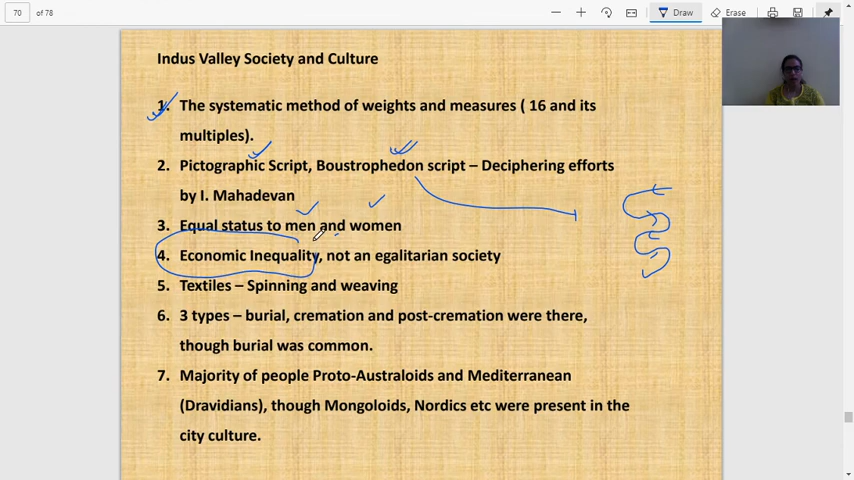 70 of 78
Draw
Erase
Indus Valley Society and Culture
1. The systematic method of weights and measures ( 16 and its
multiples).
2. Pictographic Script, Boustrophedon script – Deciphering efforts
by I. Mahadevan
3. Equal status to men and women
4. Economic Inequality, not an egalitarian society
5. Textiles – Spinning and weaving
6. 3 types – burial, cremation and post-cremation were there,
though burial was common.
7. Majority of people Proto-Australoids and Mediterranean
(Dravidians), though Mongoloids, Nordics etc were present in the
city culture.